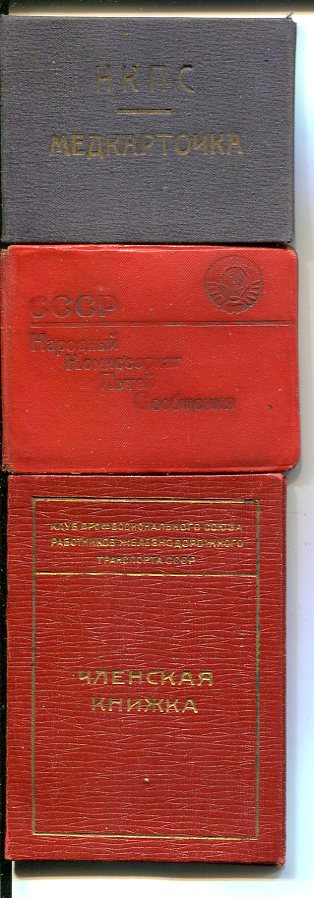 НКПС
МЕДКАРТОЧКА
СССР
Народный
Комиссариат
Путей
Сообщения
КЛУБ ПРОФЕССИОНАЛЬНОГО СОЮЗА
РАБОТНИКОВ ЖЕЛЕЗНОДОРОЖНОГО
ТРАНСПОРТА СССР
ЧЛЕНСКАЯ
КНИЖКА